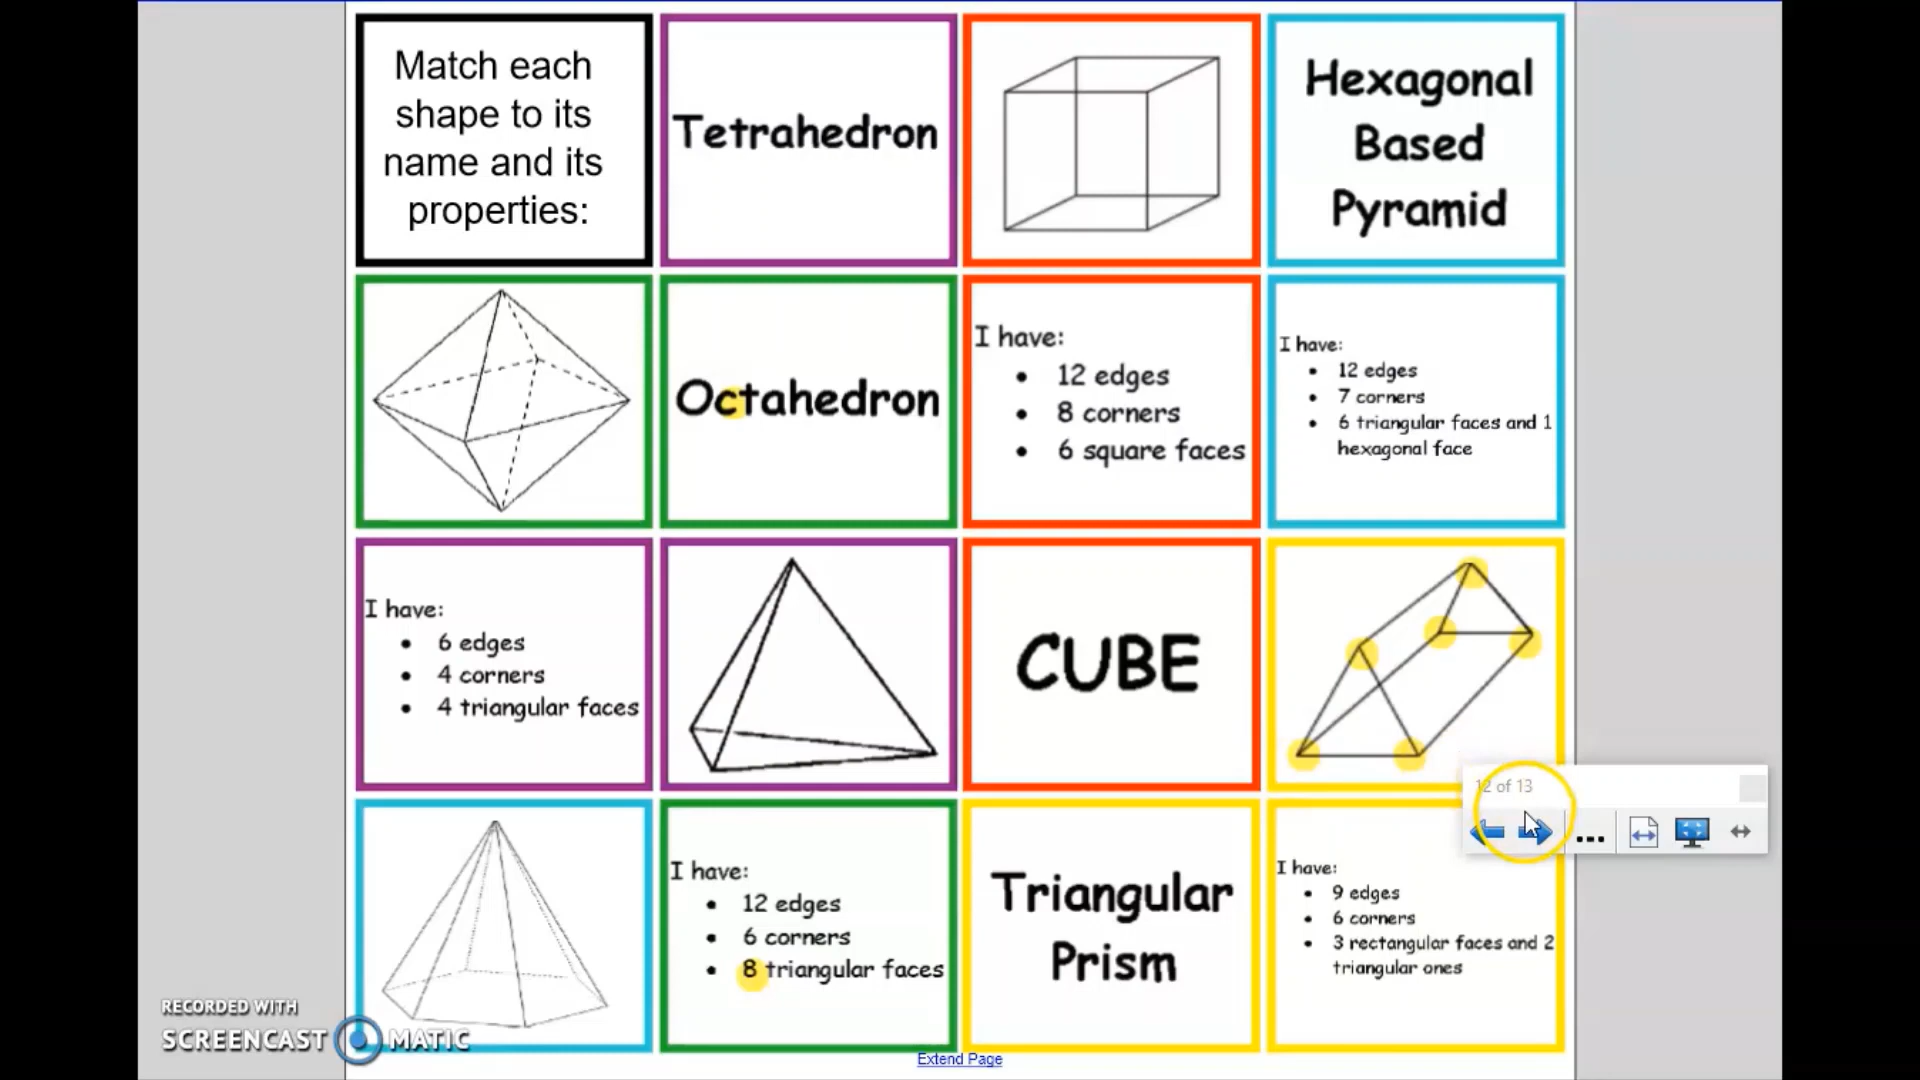 Match each
shape to its
name and its
properties:
Tetrahedron
Hexagonal
Based
Pyramid
Octahedron
I have:
• 12 edges
• 8 corners
• 6 square faces
I have:
• 12 edges
• 7 corners
• 6 triangular faces and 1
hexagonal face
I have:
• 6 edges
• 4 corners
• 4 triangular faces
CUBE
12 of 13
...
I have:
• 12 edges
• 6 corners
• 8 triangular faces
Triangular
Prism
I have:
• 9 edges
• 6 corners
• 3 rectangular faces and 2
triangular ones
RECORDED WITH
SCREENCAST MATIC
Extend Page